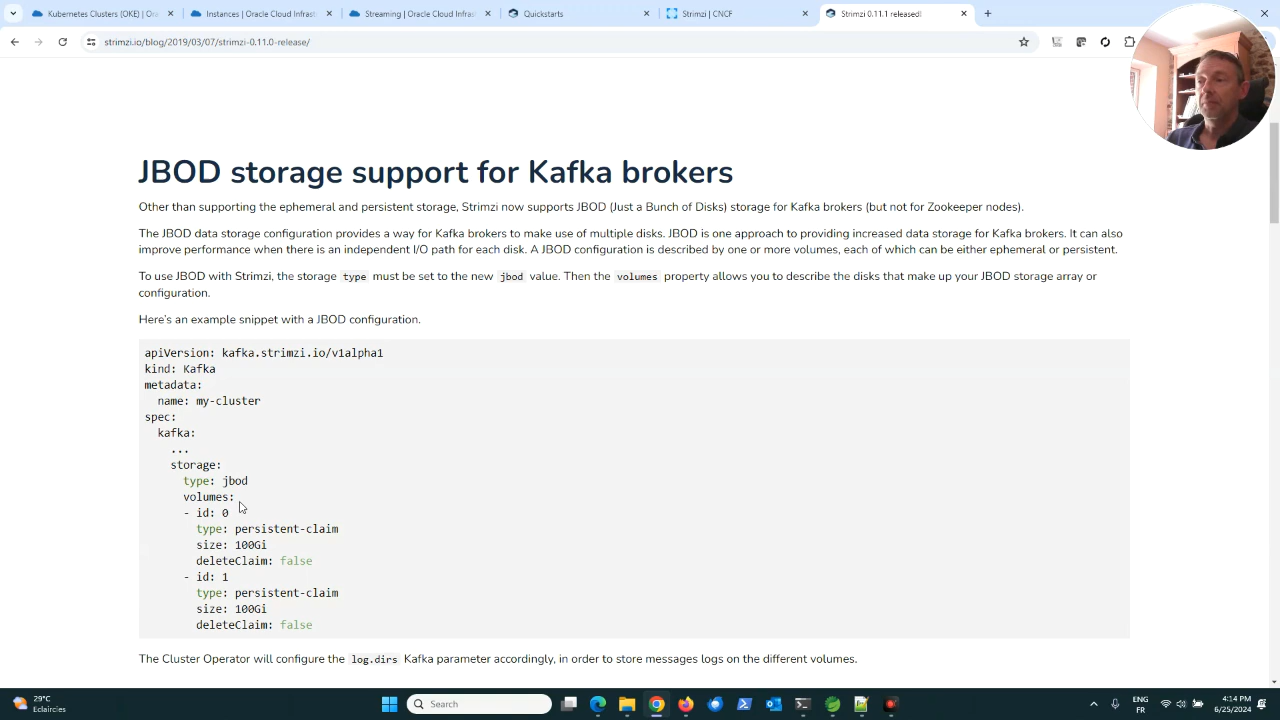 Kubernetes Clusters (OKE) | Or
Instances | Oracle Cloud Infrast
Streaming | Oracle Cloud Infras
Quickstarts
Strimzi | CNCF
Strimzi 0.11.1 released!
strimzi.io/blog/2019/03/07/strimzi-0.11.0-release/
JBOD storage support for Kafka brokers
Other than supporting the ephemeral and persistent storage, Strimzi now supports JBOD (Just a Bunch of Disks) storage for Kafka brokers (but not for Zookeeper nodes).
The JBOD data storage configuration provides a way for Kafka brokers to make use of multiple disks. JBOD is one approach to providing increased data storage for Kafka brokers. It can also
improve performance when there is an independent I/O path for each disk. A JBOD configuration is described by one or more volumes, each of which can be either ephemeral or persistent.
To use JBOD with Strimzi, the storage type must be set to the new jbod value. Then the volumes property allows you to describe the disks that make up your JBOD storage array or
configuration.
Here's an example snippet with a JBOD configuration.
apiVersion: kafka.strimzi.io/v1alpha1
kind: Kafka
metadata:
name: my-cluster
spec:
kafka:
...
storage:
type: jbod
volumes:
- id: 0
type: persistent-claim
size: 100Gi
deleteClaim: false
- id: 1
type: persistent-claim
size: 100Gi
deleteClaim: false
The Cluster Operator will configure the log.dirs Kafka parameter accordingly, in order to store messages logs on the different volumes.
29°C
Eclaircies
Search
ENG
FR
4:14 PM
6/25/2024